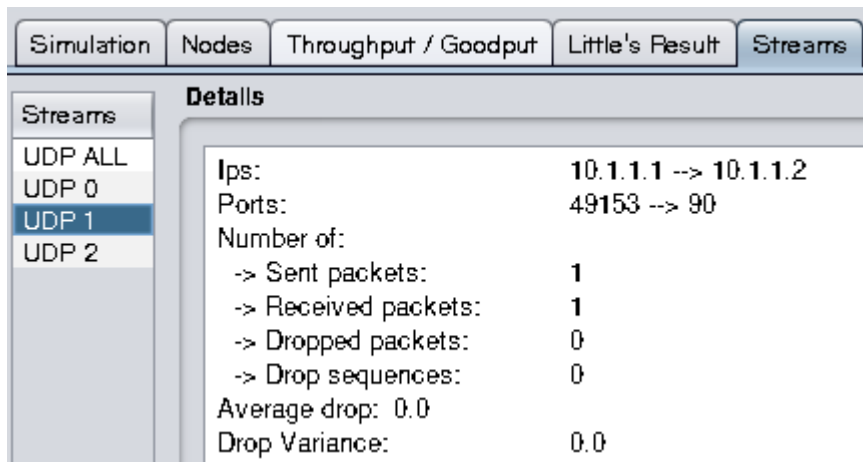 Simulation Nodes Throughput / Goodput Little's Result Streams
Streams
UDP ALL
UDP 0
UDP 1
UDP 2
Details
Ips: 10.1.1.1 --> 10.1.1.2
Ports: 49153 --> 90
Number of:
-> Sent packets: 1
-> Received packets: 1
-> Dropped packets: 0
-> Drop sequences: 0
Average drop: 0.0
Drop Variance: 0.0